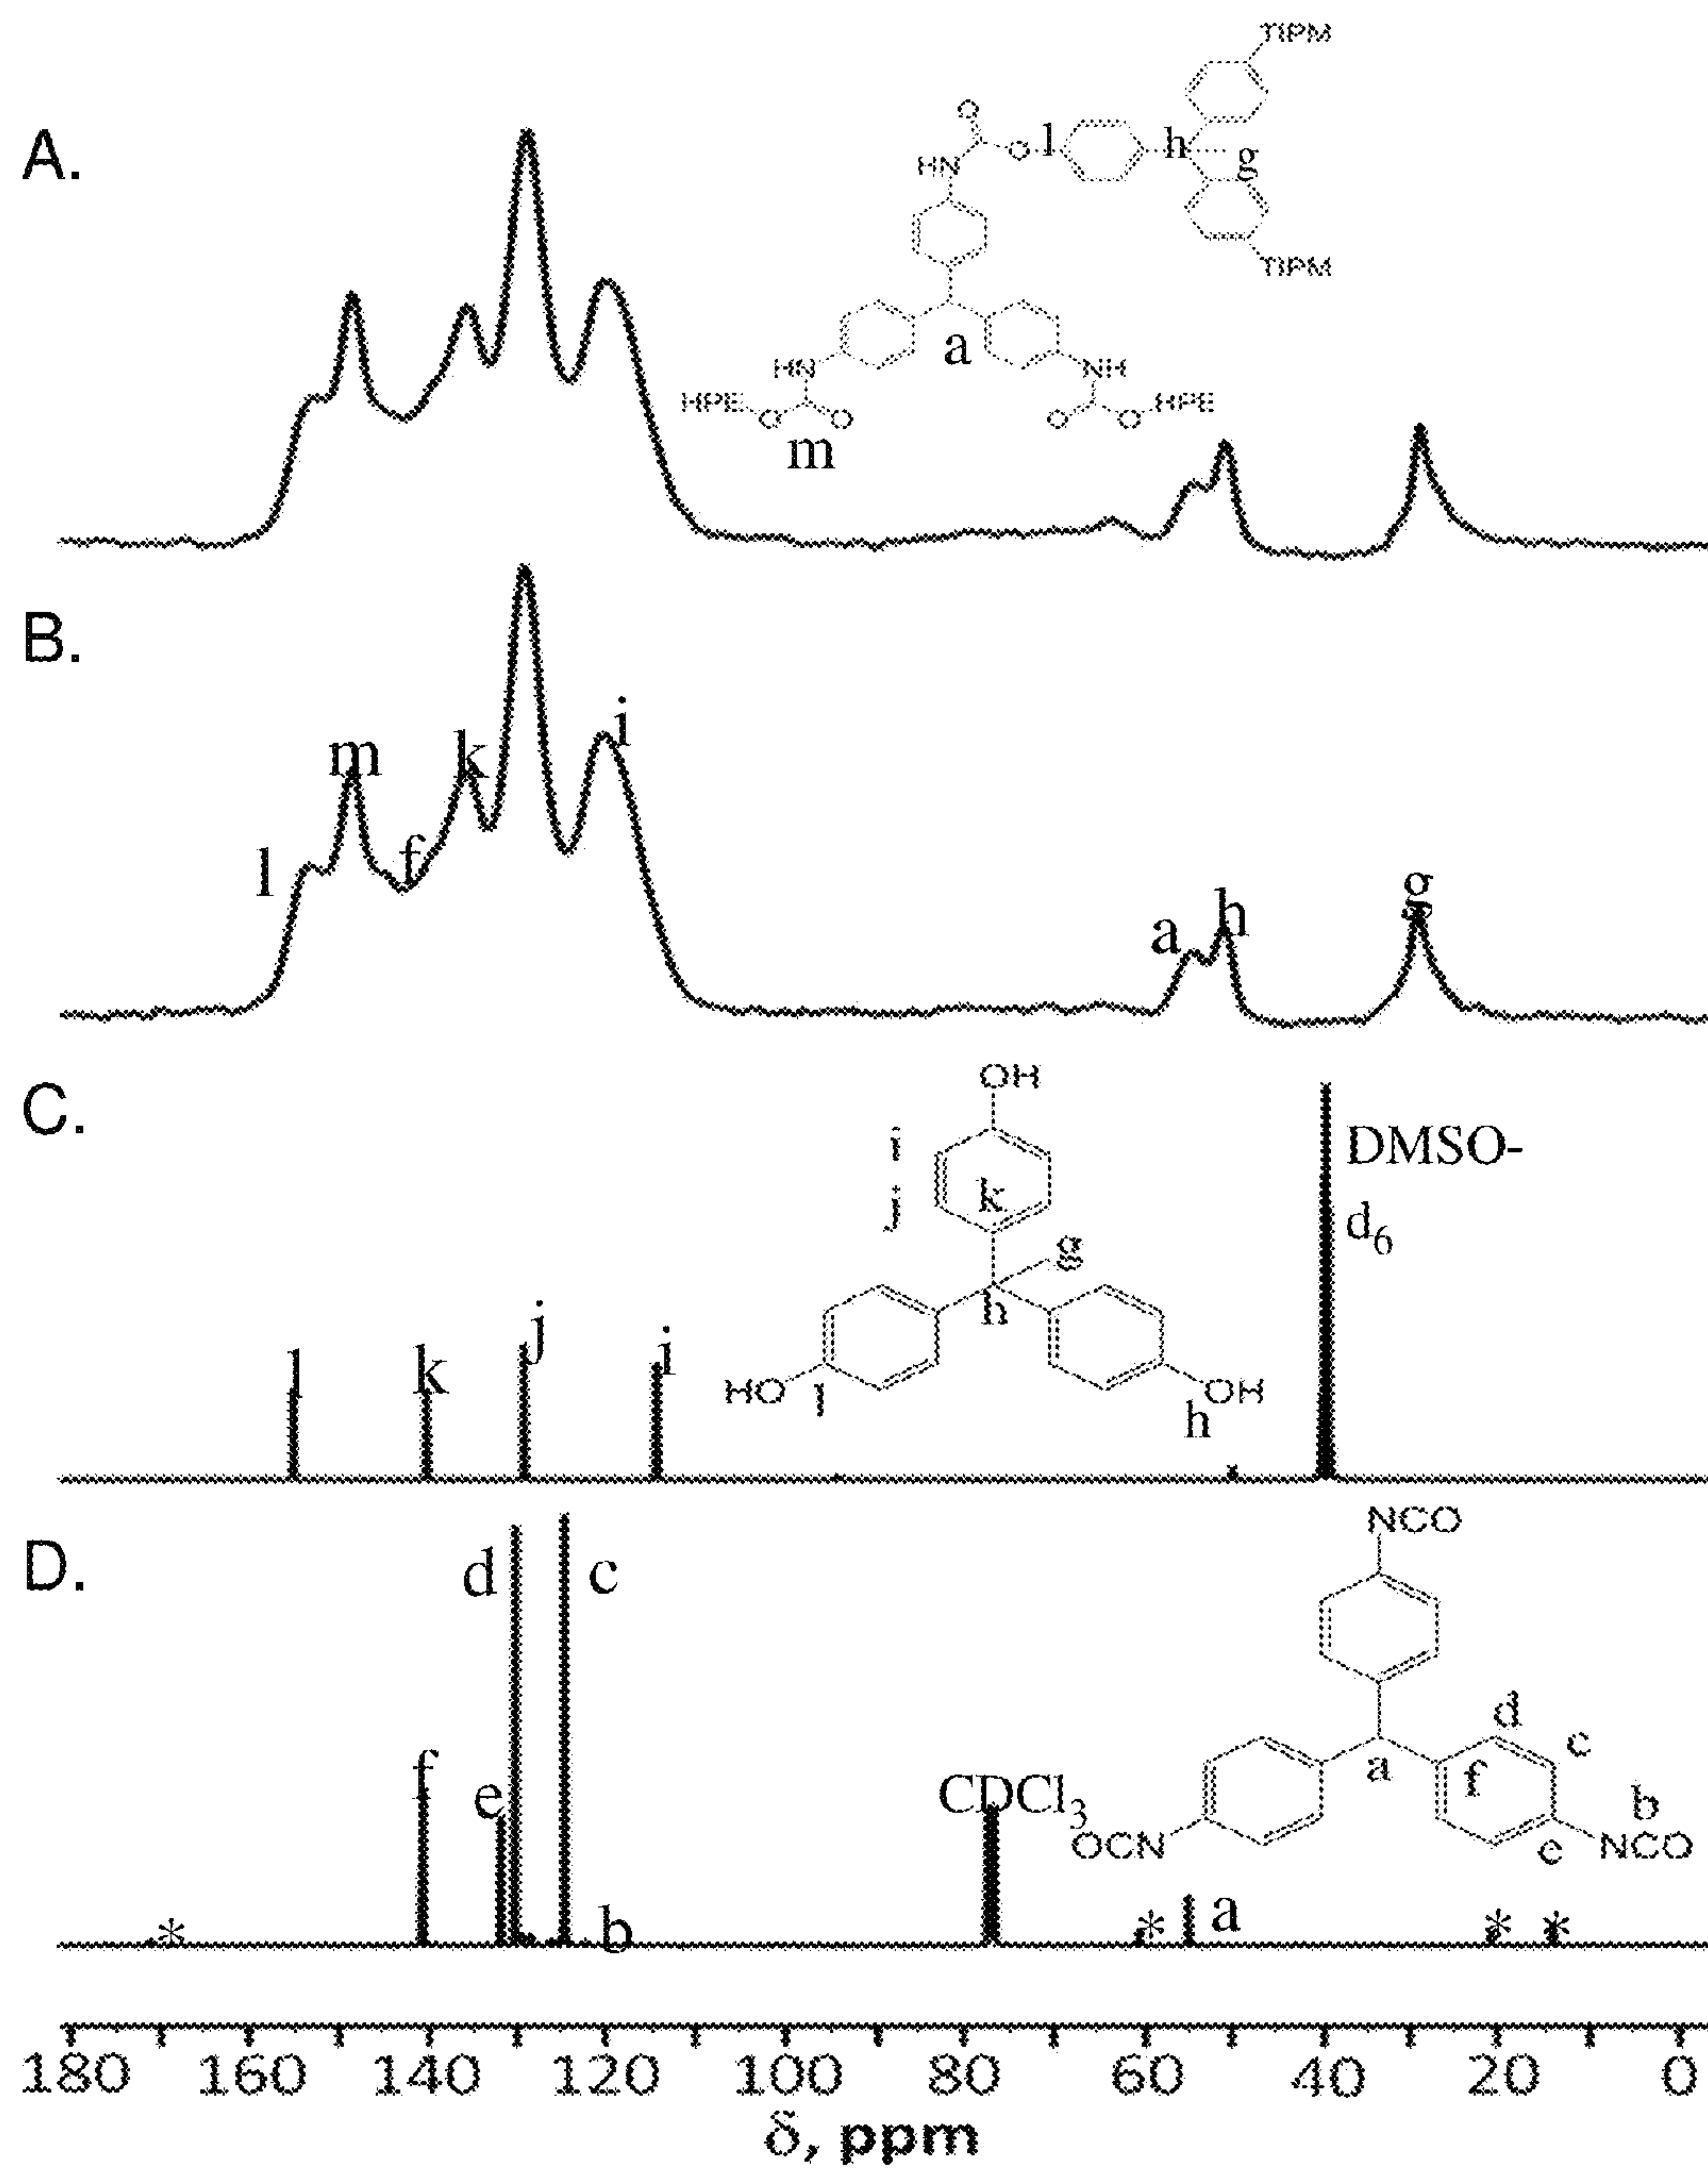 A.
TIPM
O
HN
O
l
h
g
TIPM
a
HN
NH
HPE
O
O
O
O
HPE
m
B.
l
m
f
k
i
a
h
g
C.
OH
i
j
k
g
h
HO
l
OH
h
l
k
j
i
DMSO-
d6
D.
NCO
d
c
f
e
b
CDCl3
a
d
c
a
f
b
OCN
e
NCO
*
*
*
*
180 160 140 120 100 80 60 40 20 0
δ, ppm